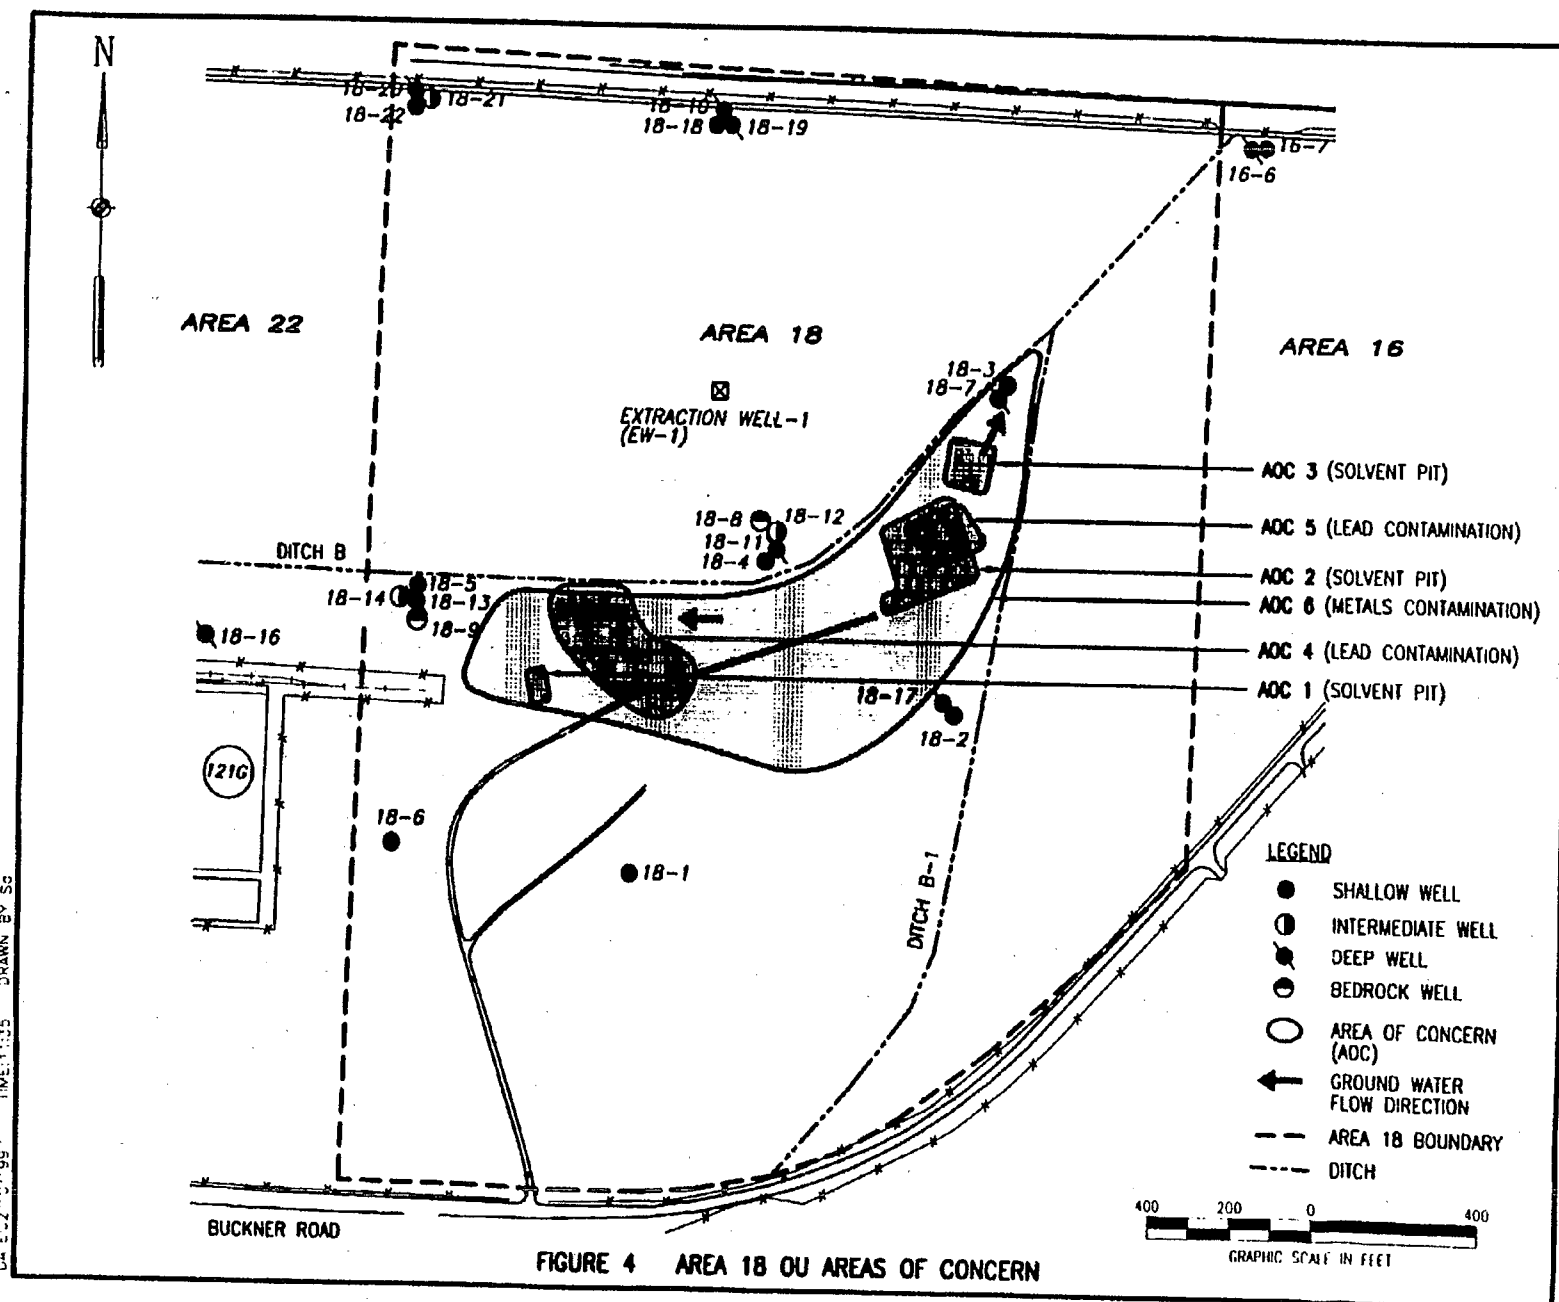 N
18-20
18-21
18-22
18-10
18-18
18-19
16-7
16-6
AREA 22
AREA 18
AREA 16
EXTRACTION WELL-1
(EW-1)
18-3
18-7
AOC 3 (SOLVENT PIT)
18-8
18-12
18-11
18-4
AOC 5 (LEAD CONTAMINATION)
DITCH B
AOC 2 (SOLVENT PIT)
18-5
18-14
18-13
18-9
AOC 6 (METALS CONTAMINATION)
18-16
AOC 4 (LEAD CONTAMINATION)
AOC 1 (SOLVENT PIT)
18-17
18-2
121G
18-6
18-1
DITCH B-1
LEGEND
SHALLOW WELL
INTERMEDIATE WELL
DEEP WELL
BEDROCK WELL
AREA OF CONCERN
(AOC)
GROUND WATER
FLOW DIRECTION
AREA 18 BOUNDARY
DITCH
BUCKNER ROAD
400 200 0 400
GRAPHIC SCALE IN FEET
FIGURE 4 AREA 18 OU AREAS OF CONCERN
TIME:11:35 DRAWN BY